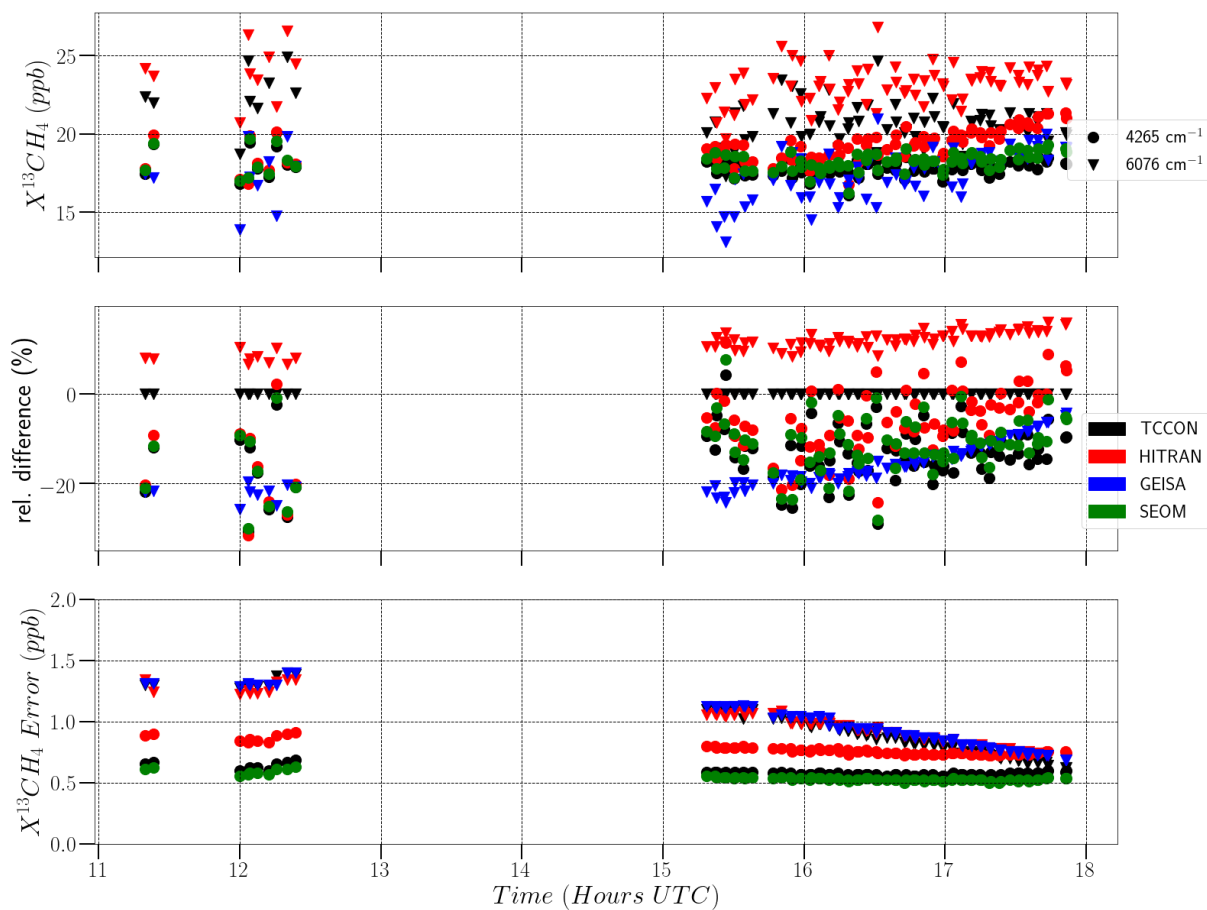 X¹³CH₄ (ppb)
25
20
15
4265 cm⁻¹
6076 cm⁻¹
rel. difference (%)
0
−20
TCCON
HITRAN
GEISA
SEOM
X¹³CH₄ Error (ppb)
2.0
1.5
1.0
0.5
0.0
11 12 13 14 15 16 17 18
Time (Hours UTC)